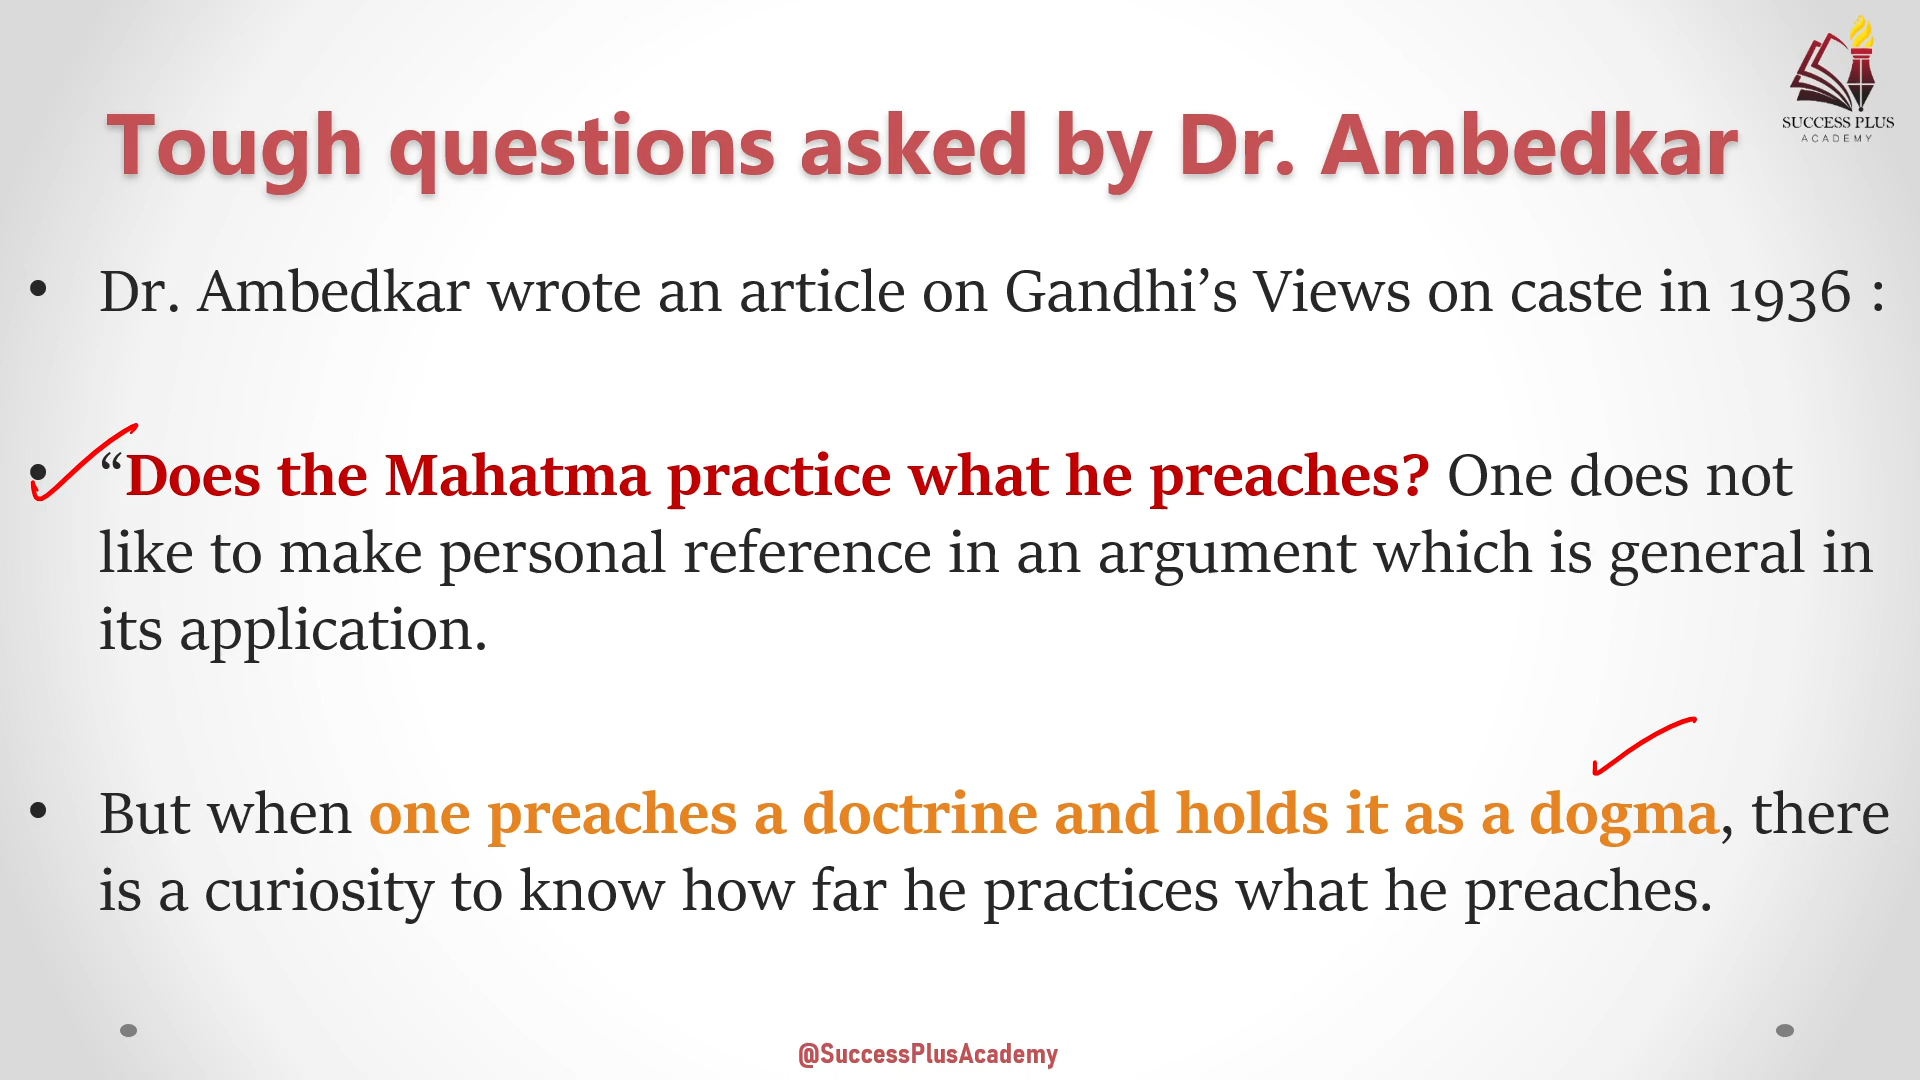 SUCCESS PLUS
ACADEMY
Tough questions asked by Dr. Ambedkar
• Dr. Ambedkar wrote an article on Gandhi’s Views on caste in 1936 :
• “Does the Mahatma practice what he preaches? One does not
like to make personal reference in an argument which is general in
its application.
• But when one preaches a doctrine and holds it as a dogma, there
is a curiosity to know how far he practices what he preaches.
@SuccessPlusAcademy